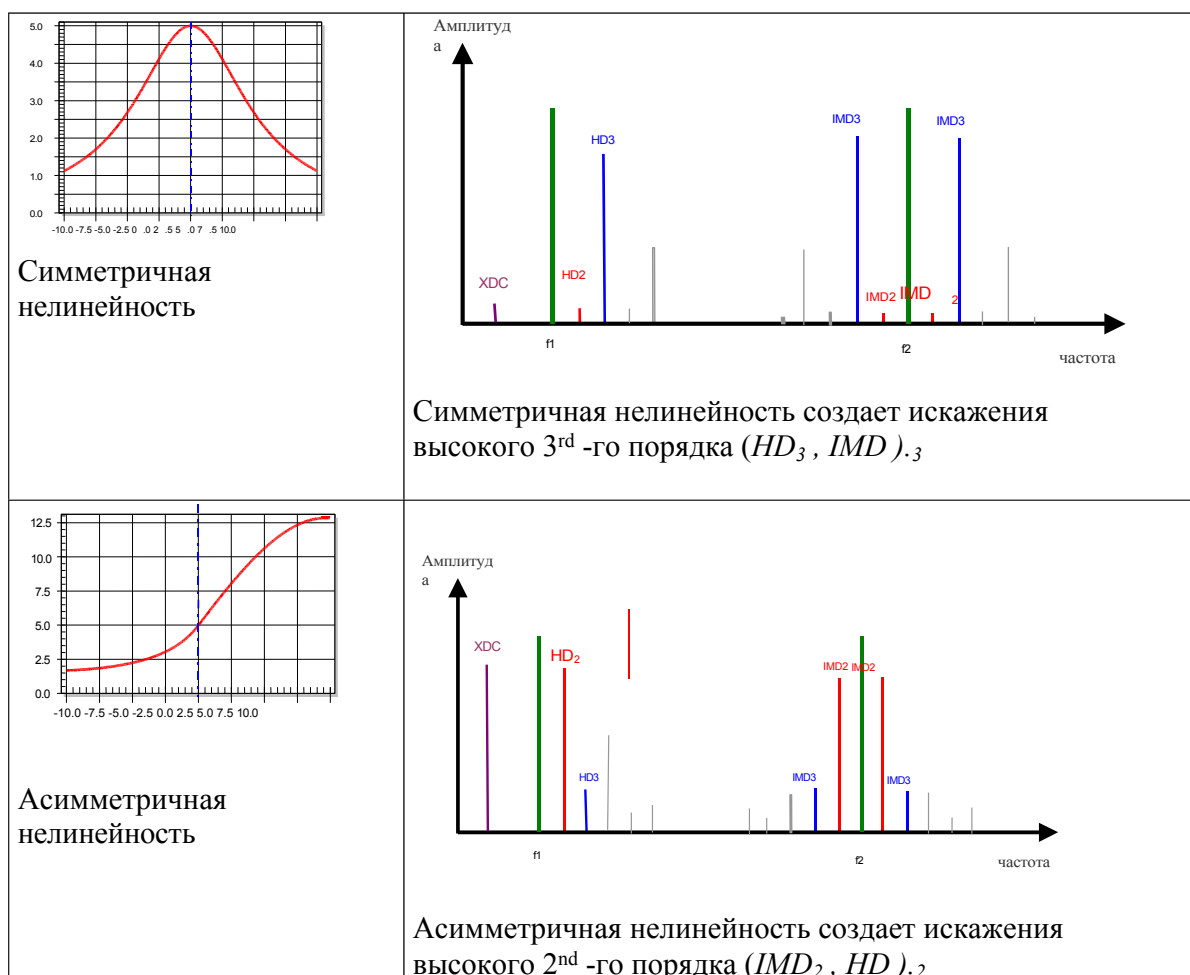 5.0
4.0
3.0
2.0
1.0
0.0
-10.0 -7.5 -5.0 -2.5 0 .0 2 .5 5 .0 7 .5 10.0
Симметричная
нелинейность
Амплитуд
а
XDC
HD2
HD3
IMD3
IMD3
IMD2 IMD 2
f1
f2
частота
Симметричная нелинейность создает искажения
высокого 3rd -го порядка (HD3 , IMD ).3
12.5
10.0
7.5
5.0
2.5
0.0
-10.0 -7.5 -5.0 -2.5 0.0 2.5 5.0 7.5 10.0
Асимметричная
нелинейность
Амплитуд
а
XDC
HD2
HD3
IMD2 IMD2
IMD3
IMD3
f1
f2
частота
Асимметричная нелинейность создает искажения
высокого 2nd -го порядка (IMD2 , HD ).2